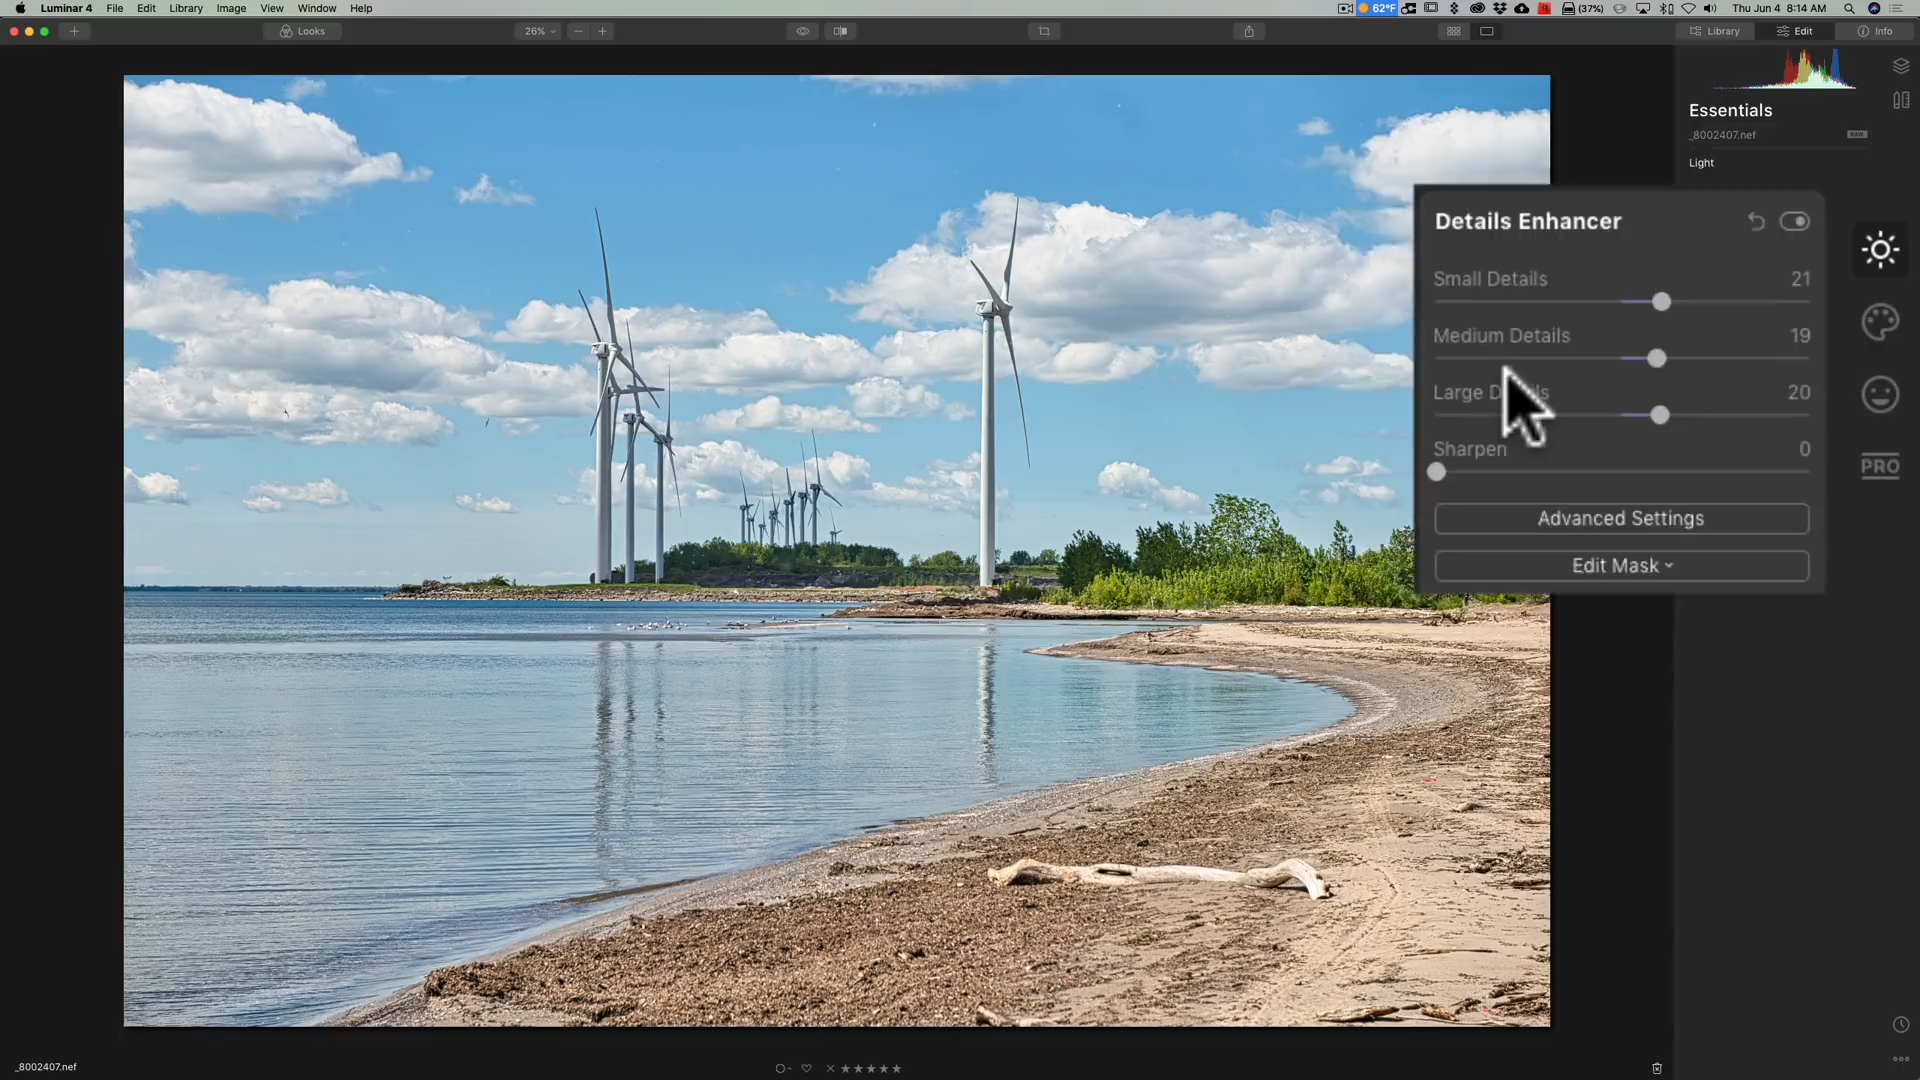 Luminar 4 File Edit Library Image View Window Help 62°F (37%) Thu Jun 4 8:14 AM
Looks 26% Library Edit Info
Essentials
_8002407.nef RAW
Light
Details Enhancer
Small Details 21
Medium Details 19
Large Details 20
Sharpen 0
PRO
Advanced Settings
Edit Mask
_8002407.nef